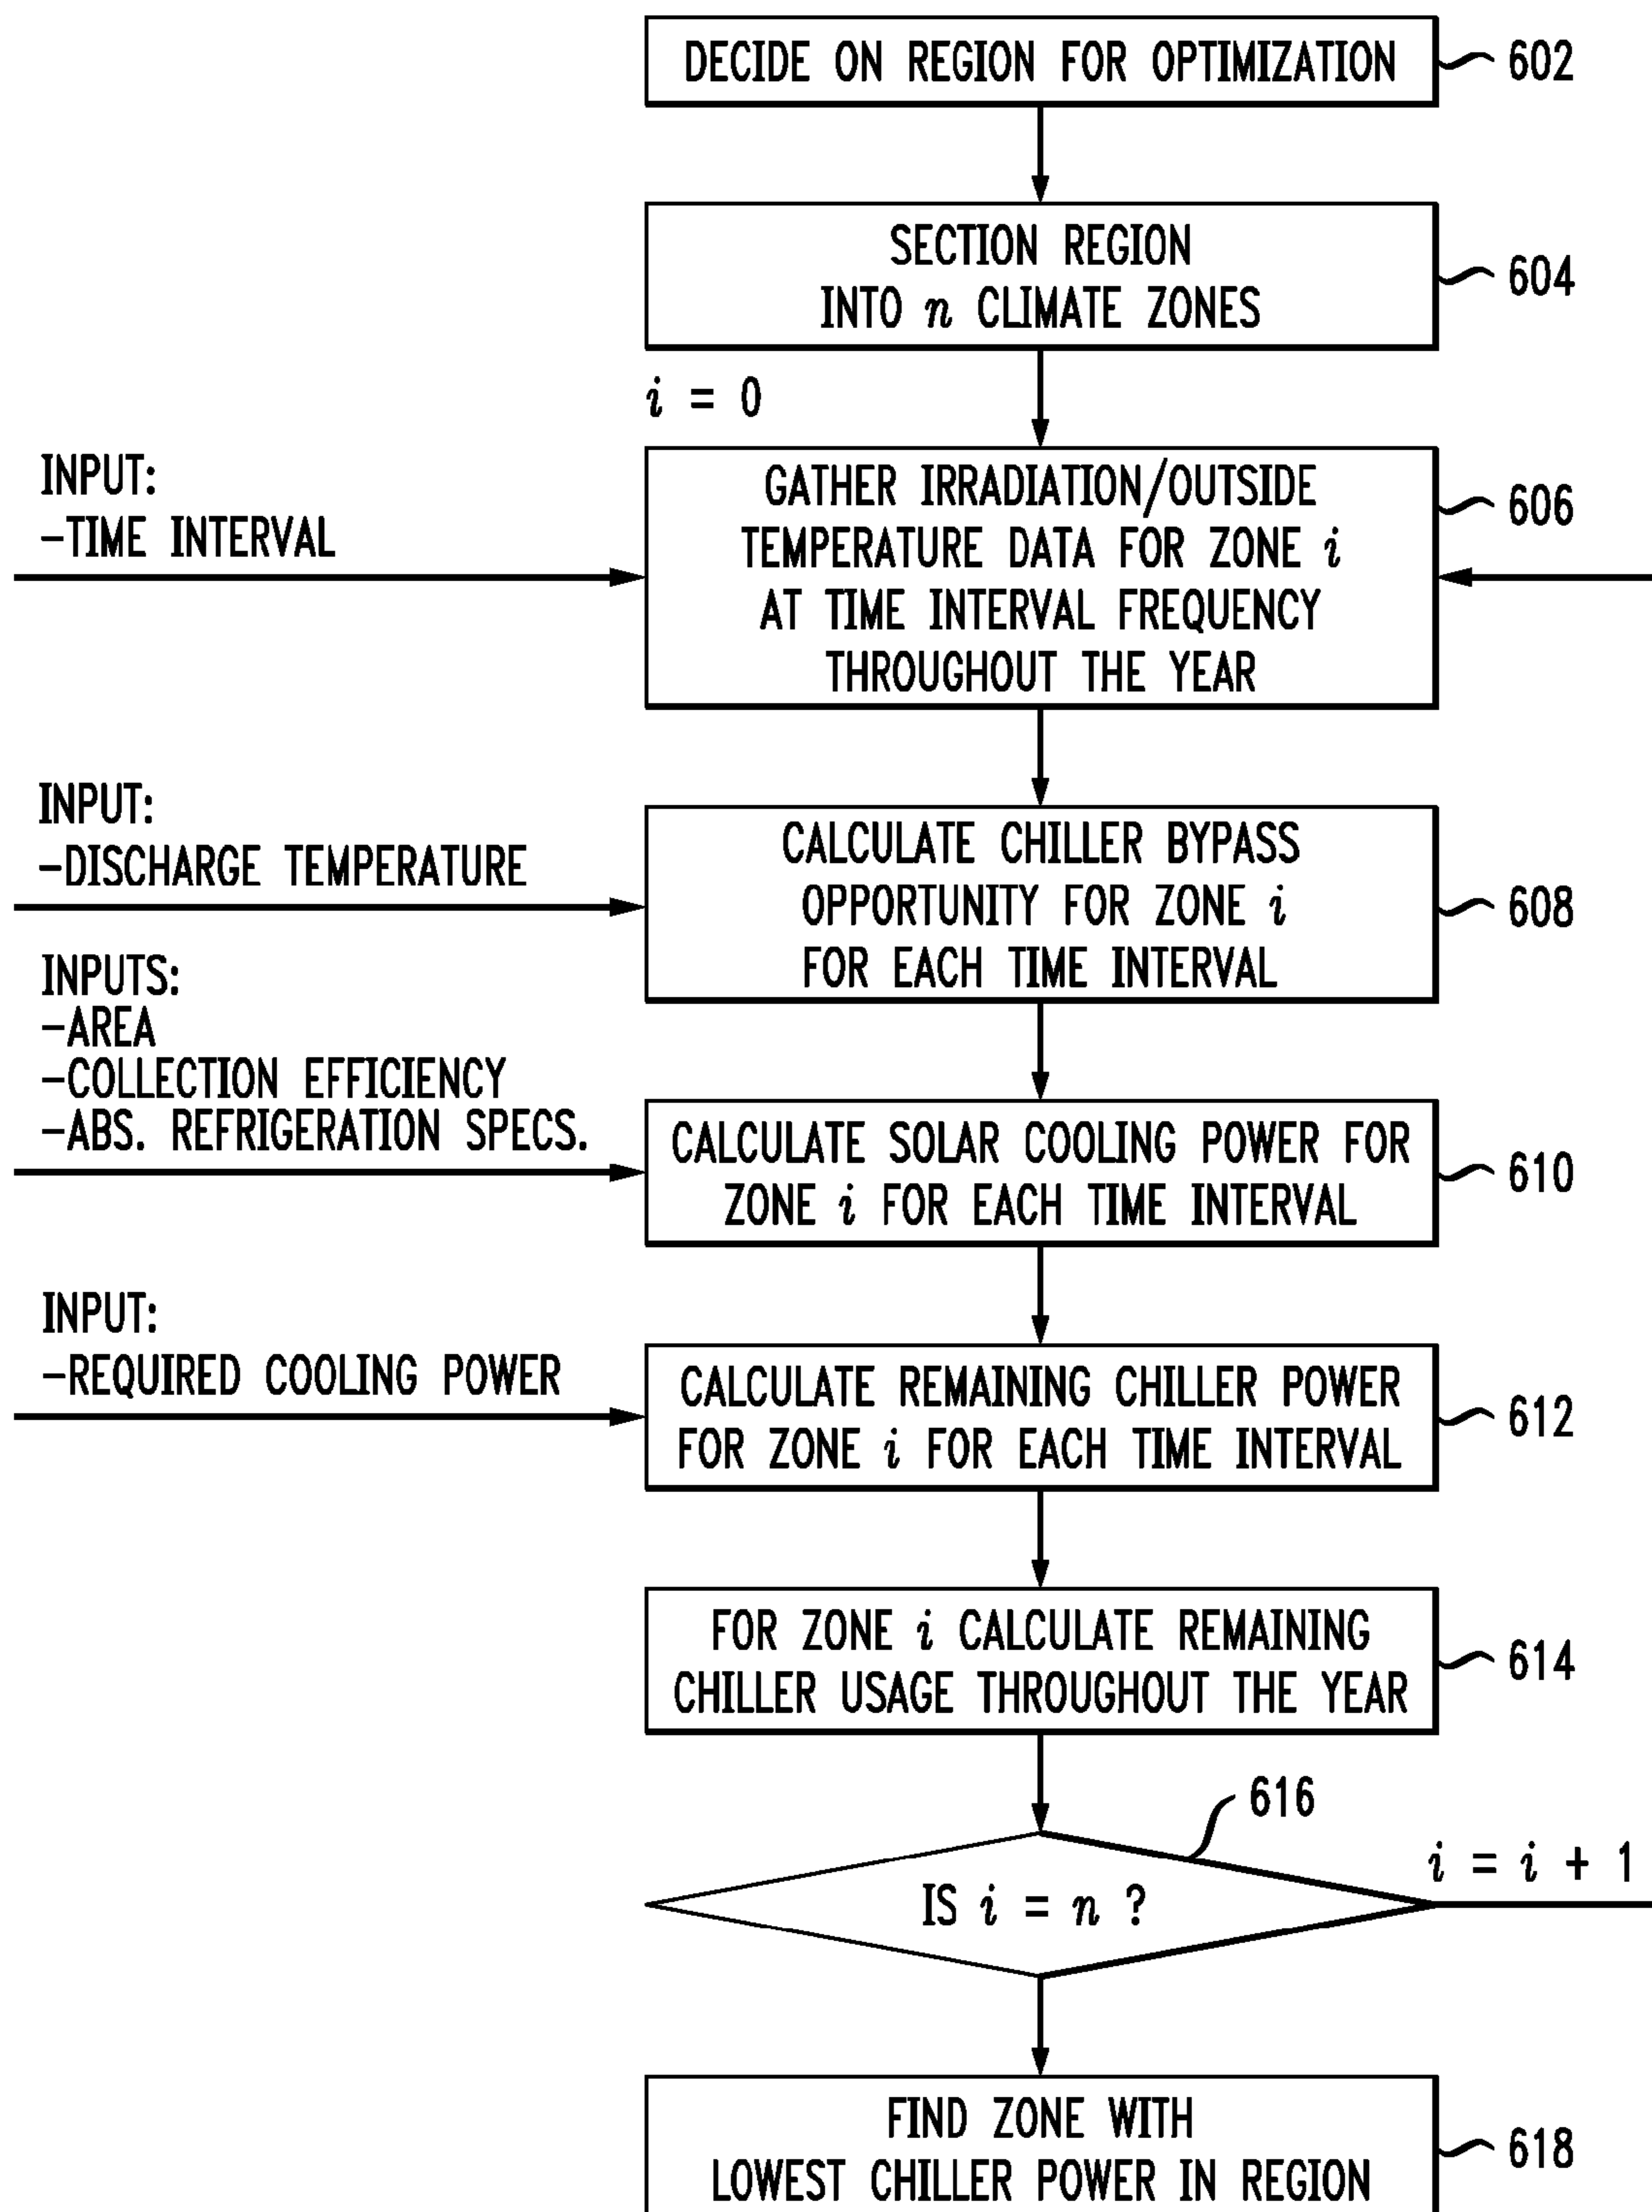 DECIDE ON REGION FOR OPTIMIZATION
602
SECTION REGION
INTO n CLIMATE ZONES
604
i = 0
INPUT:
-TIME INTERVAL
GATHER IRRADIATION/OUTSIDE
TEMPERATURE DATA FOR ZONE i
AT TIME INTERVAL FREQUENCY
THROUGHOUT THE YEAR
606
INPUT:
-DISCHARGE TEMPERATURE
CALCULATE CHILLER BYPASS
OPPORTUNITY FOR ZONE i
FOR EACH TIME INTERVAL
608
INPUTS:
-AREA
-COLLECTION EFFICIENCY
-ABS. REFRIGERATION SPECS.
CALCULATE SOLAR COOLING POWER FOR
ZONE i FOR EACH TIME INTERVAL
610
INPUT:
-REQUIRED COOLING POWER
CALCULATE REMAINING CHILLER POWER
FOR ZONE i FOR EACH TIME INTERVAL
612
FOR ZONE i CALCULATE REMAINING
CHILLER USAGE THROUGHOUT THE YEAR
614
616
IS i = n ?
i = i + 1
FIND ZONE WITH
LOWEST CHILLER POWER IN REGION
618